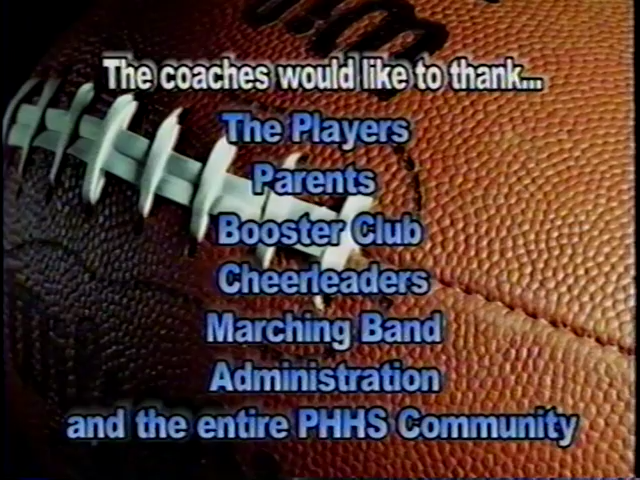 The coaches would like to thank...
The Players
Parents
Booster Club
Cheerleaders
Marching Band
Administration
and the entire PHHS Community